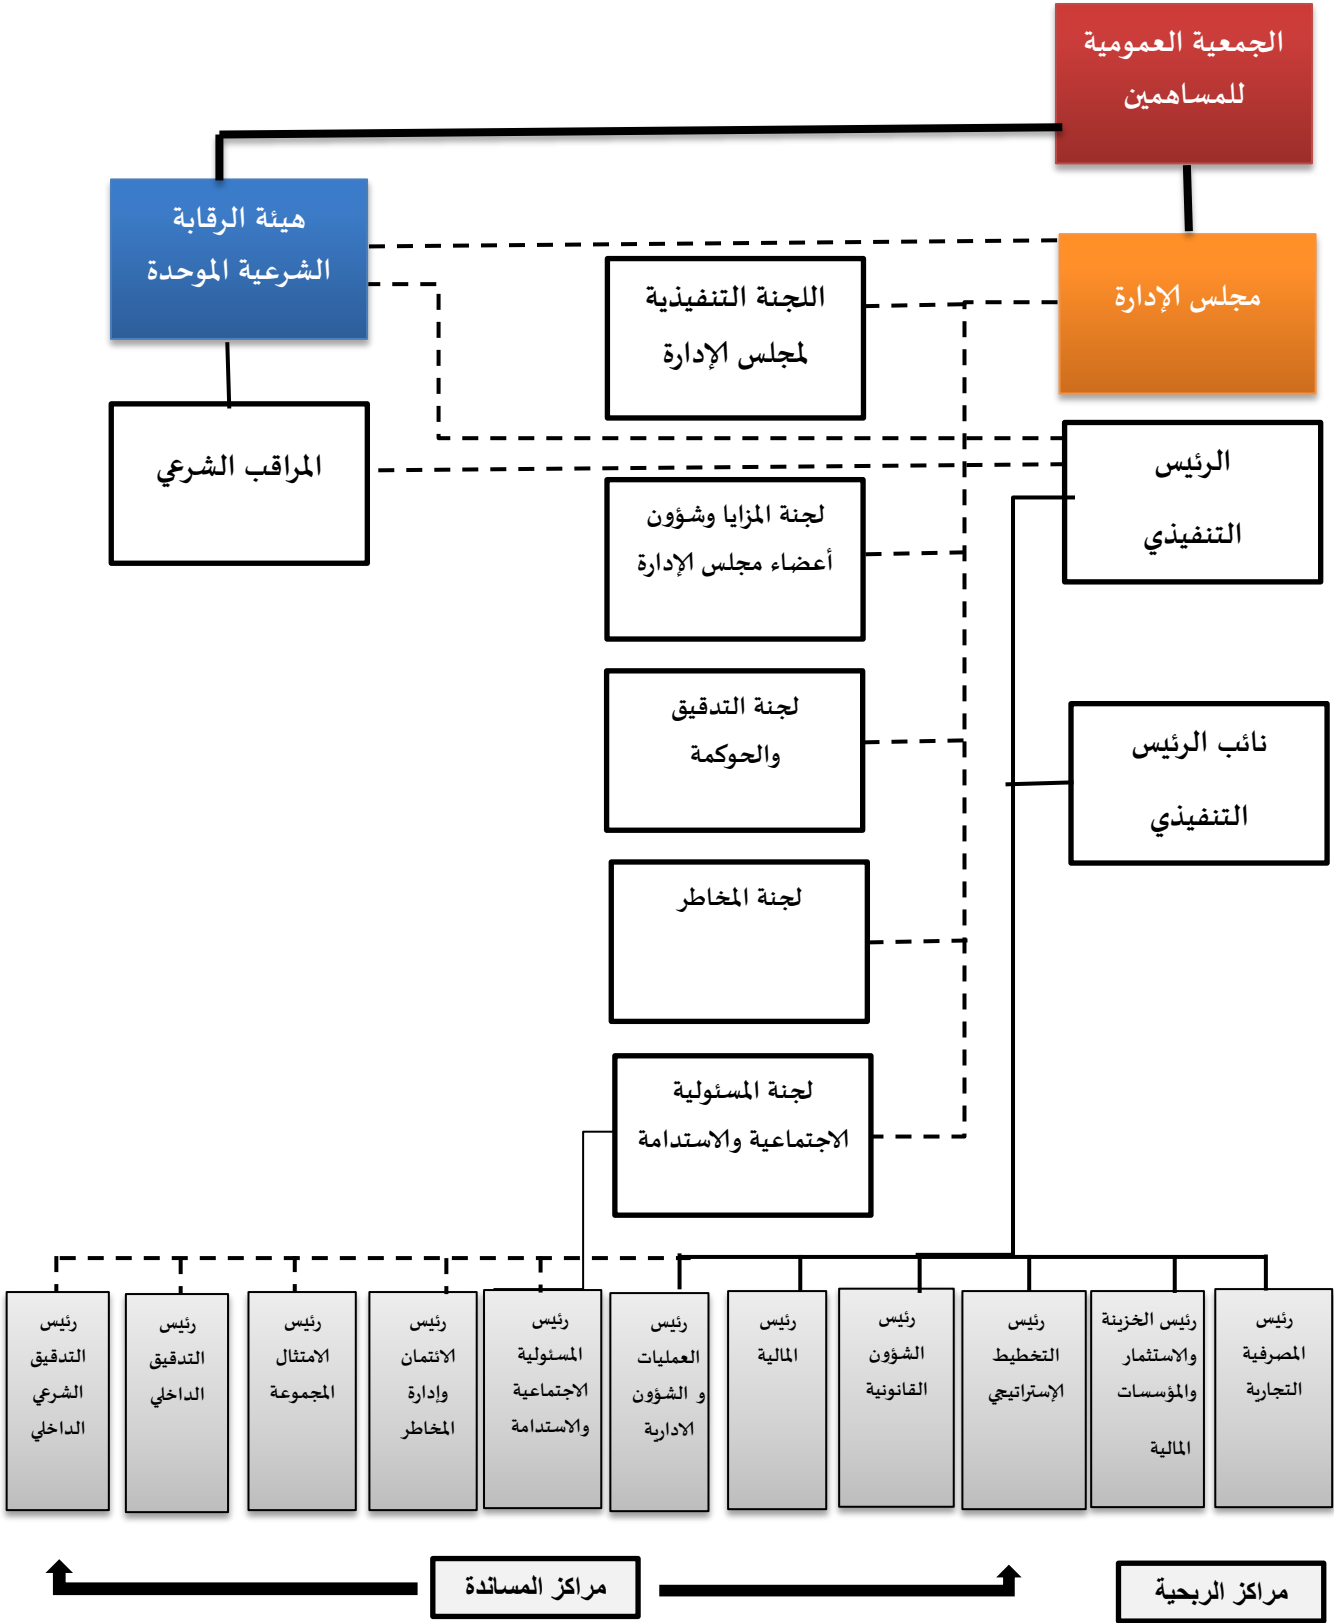 الجمعية العمومية
للمساهمين
هيئة الرقابة
الشرعية الموحدة
مجلس الإدارة
اللجنة التنفيذية
لمجلس الإدارة
المراقب الشرعي
الرئيس
التنفيذي
لجنة المزايا وشؤون
أعضاء مجلس الإدارة
لجنة التدقيق
والحوكمة
نائب الرئيس
التنفيذي
لجنة المخاطر
لجنة المسئولية
الاجتماعية والاستدامة
رئيس
المصرفية
التجارية
رئيس الخزينة
والاستثمار
والمؤسسات
المالية
رئيس
التخطيط
الإستراتيجي
رئيس
الشؤون
القانونية
رئيس
المالية
رئيس
العمليات
و الشؤون
الادارية
رئيس
المسئولية
الاجتماعية
والاستدامة
رئيس
الائتمان
وإدارة
المخاطر
رئيس
الامتثال
المجموعة
رئيس
التدقيق
الداخلي
رئيس
التدقيق
الشرعي
الداخلي
مراكز الربحية
مراكز المساندة